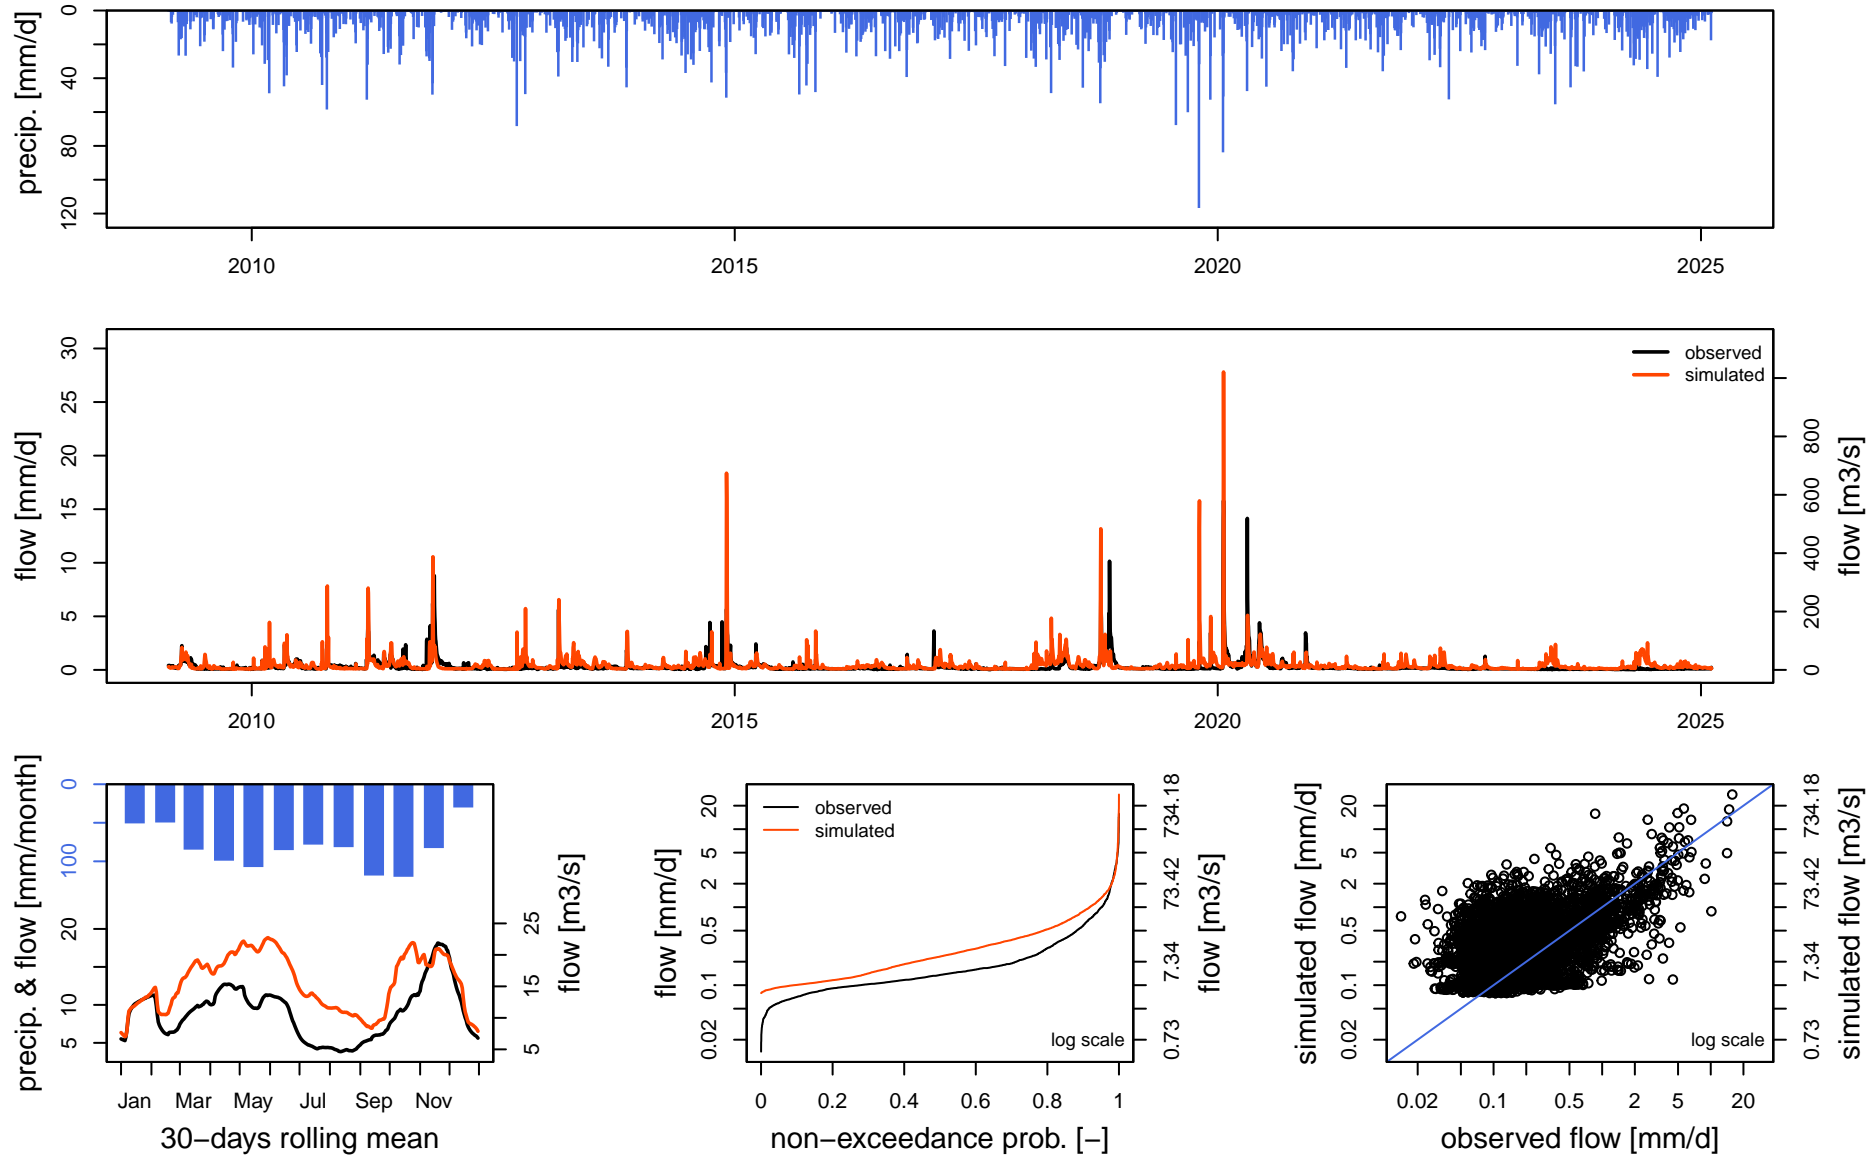 precip. [mm/d]
0
40
80
120
2010
2015
2020
2025
flow [mm/d]
0
5
10
15
20
25
30
observed
simulated
flow [m3/s]
0
200
400
600
800
2010
2015
2020
2025
precip. & flow [mm/month]
0
100
20
10
5
flow [m3/s]
25
15
5
Jan
Mar
May
Jul
Sep
Nov
30−days rolling mean
flow [mm/d]
20
5
2
0.5
0.1
0.02
observed
simulated
log scale
flow [m3/s]
734.18
73.42
7.34
0.73
0
0.2
0.4
0.6
0.8
1
non−exceedance prob. [−]
simulated flow [mm/d]
20
5
2
0.5
0.1
0.02
log scale
simulated flow [m3/s]
734.18
73.42
7.34
0.73
0.02
0.1
0.5
2
5
20
observed flow [mm/d]